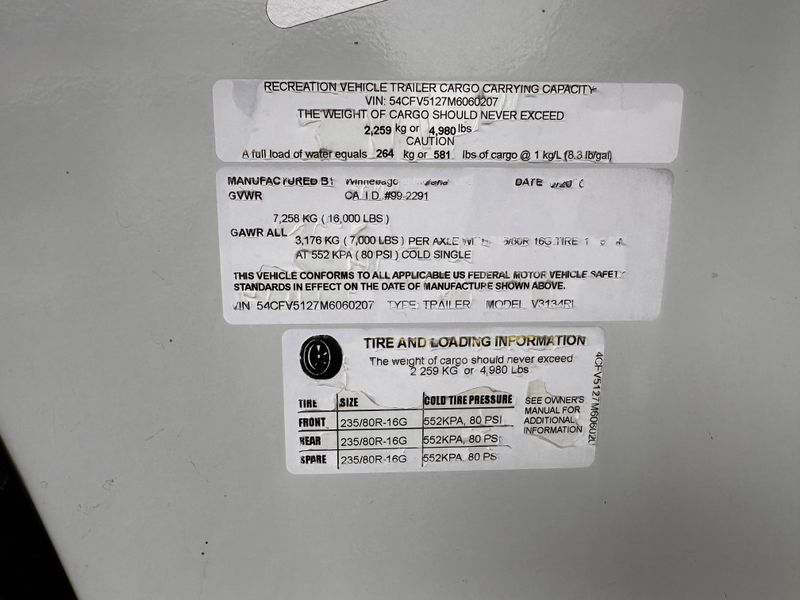 RECREATION VEHICLE TRAILER CARGO CARRYING CAPACITY
VIN: 54CFV5127M6060207
THE WEIGHT OF CARGO SHOULD NEVER EXCEED
2,259 kg or 4,980 lbs
CAUTION
A full load of water equals 264 kg or 581 lbs of cargo @ 1 kg/L (8.3 lb/gal)
MANUFACTURED BY Winnebago DATE
GVWR CA I.D #99-2291
7,258 KG ( 16,000 LBS )
GAWR ALL
3,176 KG ( 7,000 LBS ) PER AXLE WITH 16G TIRE
AT 552 KPA ( 80 PSI ) COLD SINGLE
THIS VEHICLE CONFORMS TO ALL APPLICABLE US FEDERAL MOTOR VEHICLE SAFETY
STANDARDS IN EFFECT ON THE DATE OF MANUFACTURE SHOWN ABOVE.
VIN 54CFV5127M6060207 TYPE: TRAILER MODEL V3134RL
TIRE AND LOADING INFORMATION
The weight of cargo should never exceed
2 259 KG or 4,980 Lbs
TIRE SIZE COLD TIRE PRESSURE
FRONT 235/80R-16G 552KPA, 80 PSI
REAR 235/80R-16G 552KPA, 80 PSI
SPARE 235/80R-16G 552KPA, 80 PSI
SEE OWNER'S
MANUAL FOR
ADDITIONAL
INFORMATION
4CFV5127M606020